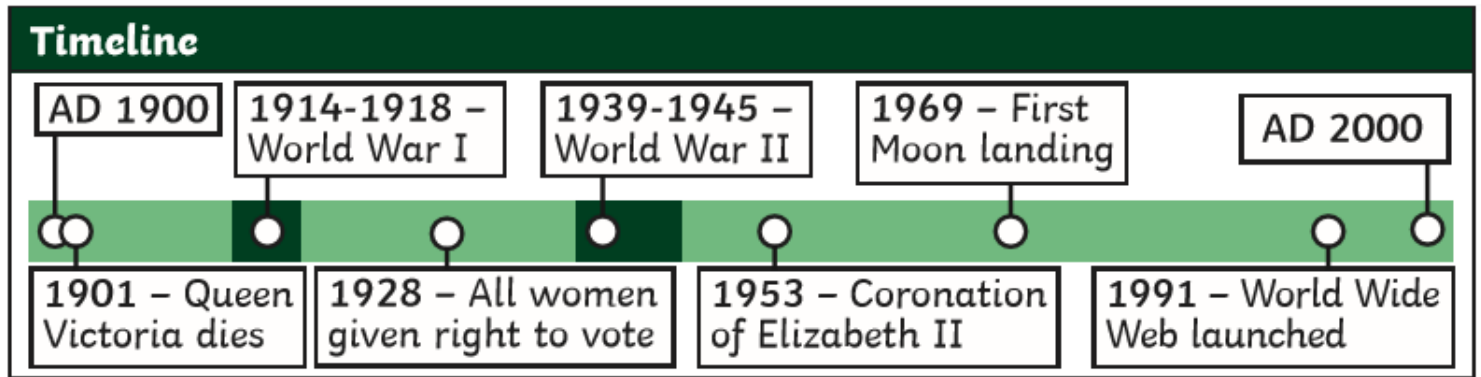 Timeline
AD 1900
1914-1918 –
World War I
1939-1945 –
World War II
1969 – First
Moon landing
AD 2000
1901 – Queen
Victoria dies
1928 – All women
given right to vote
1953 – Coronation
of Elizabeth II
1991 – World Wide
Web launched